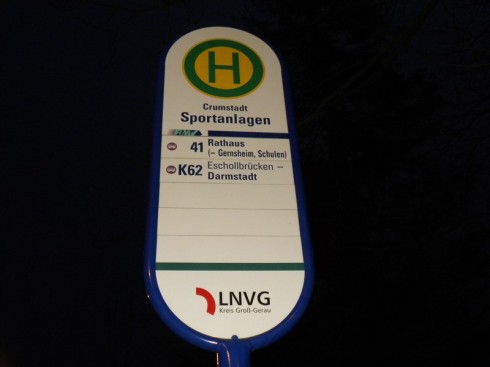 H
Crumstadt
Sportanlagen
41 Rathaus
(– Gernsheim, Schulen)
K62 Eschollbrücken –
Darmstadt
LNVG
Kreis Groß-Gerau